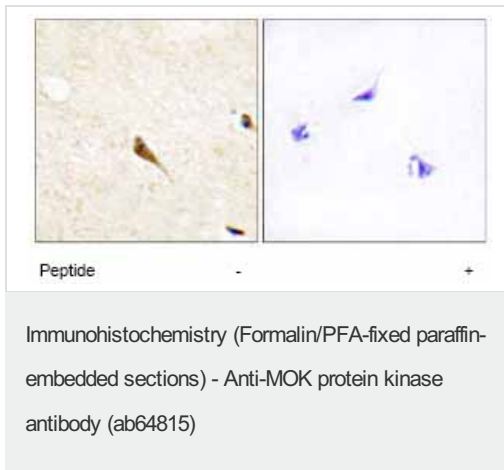 Peptide - +
Immunohistochemistry (Formalin/PFA-fixed paraffin-
embedded sections) - Anti-MOK protein kinase
antibody (ab64815)